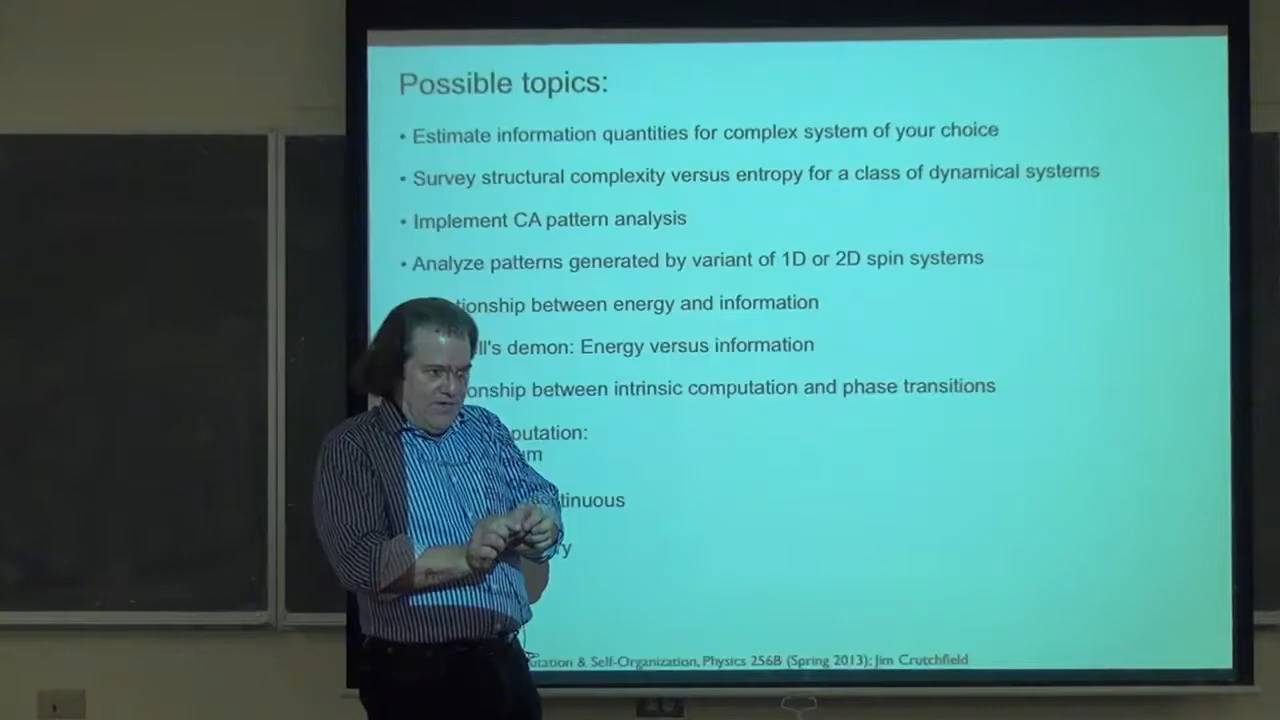 Possible topics:
• Estimate information quantities for complex system of your choice
• Survey structural complexity versus entropy for a class of dynamical systems
• Implement CA pattern analysis
• Analyze patterns generated by variant of 1D or 2D spin systems
tionship between energy and information
ll's demon: Energy versus information
onship between intrinsic computation and phase transitions
putation:
um
tinuous
ry
utation & Self-Organization, Physics 256B (Spring 2013); Jim Crutchfield